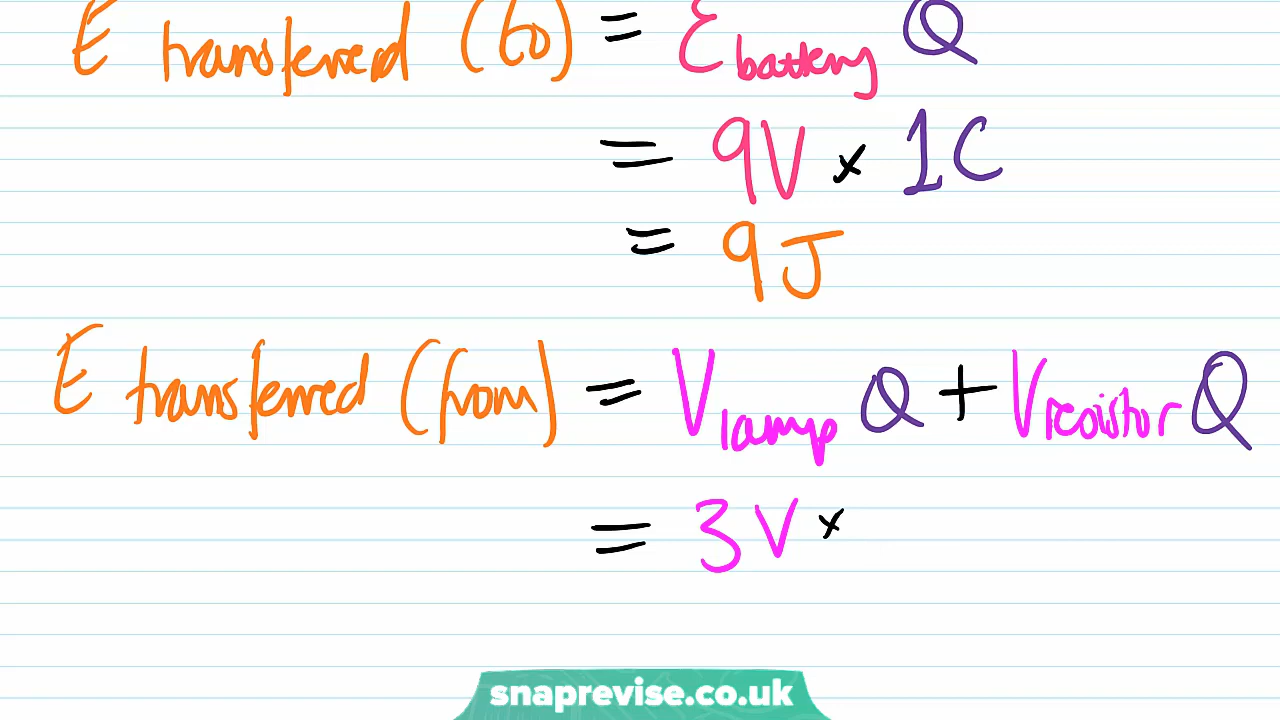 E transferred (to) = ε battery Q
= 9V × 1C
= 9J
E transferred (from) = V lamp Q + V resistor Q
= 3V ×
snaprevise.co.uk